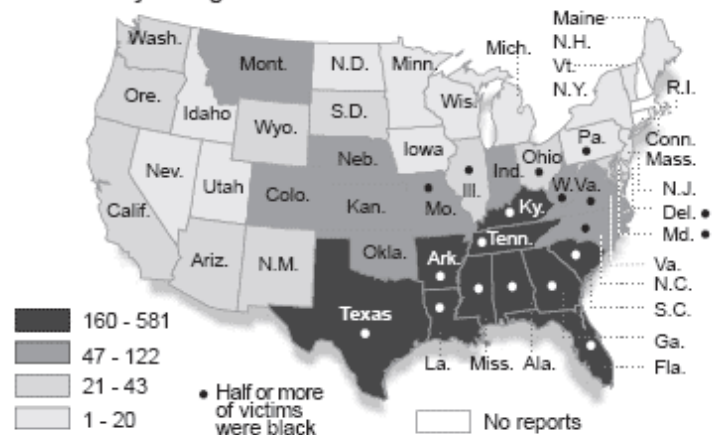 Maine
N.H.
Vt.
N.Y.
Mich.
R.I.
Wash.
Mont.
N.D.
Minn.
Ore.
Idaho
Wyo.
S.D.
Wis.
Pa.
Conn.
Mass.
N.J.
Del.
Md.
Nev.
Utah
Colo.
Neb.
Iowa
Ill.
Ind.
Ohio
W.Va.
Calif.
Kan.
Mo.
Ky.
Tenn.
Ariz.
N.M.
Okla.
Ark.
Va.
N.C.
S.C.
Ga.
Fla.
Texas
La.
Miss.
Ala.
160 - 581
47 - 122
21 - 43
1 - 20
Half or more
of victims
were black
No reports